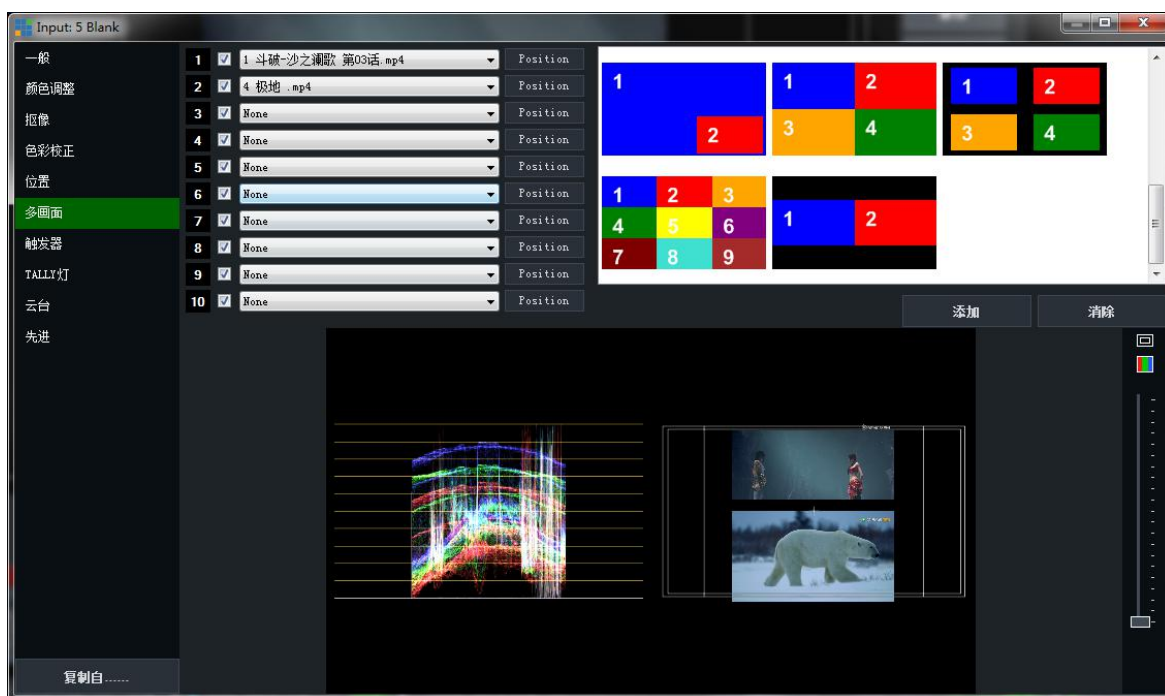 Input: 5 Blank
一般
颜色调整
抠像
色彩校正
位置
多画面
触发器
TALLY灯
云台
先进
复制自......
1 1 斗破-沙之澜歌 第03话.mp4 Position
2 4 极地 .mp4 Position
3 None Position
4 None Position
5 None Position
6 None Position
7 None Position
8 None Position
9 None Position
10 None Position
1 2
1 2
3 4
1 2
3 4
1 2 3
4 5 6
7 8 9
1 2
添加 消除